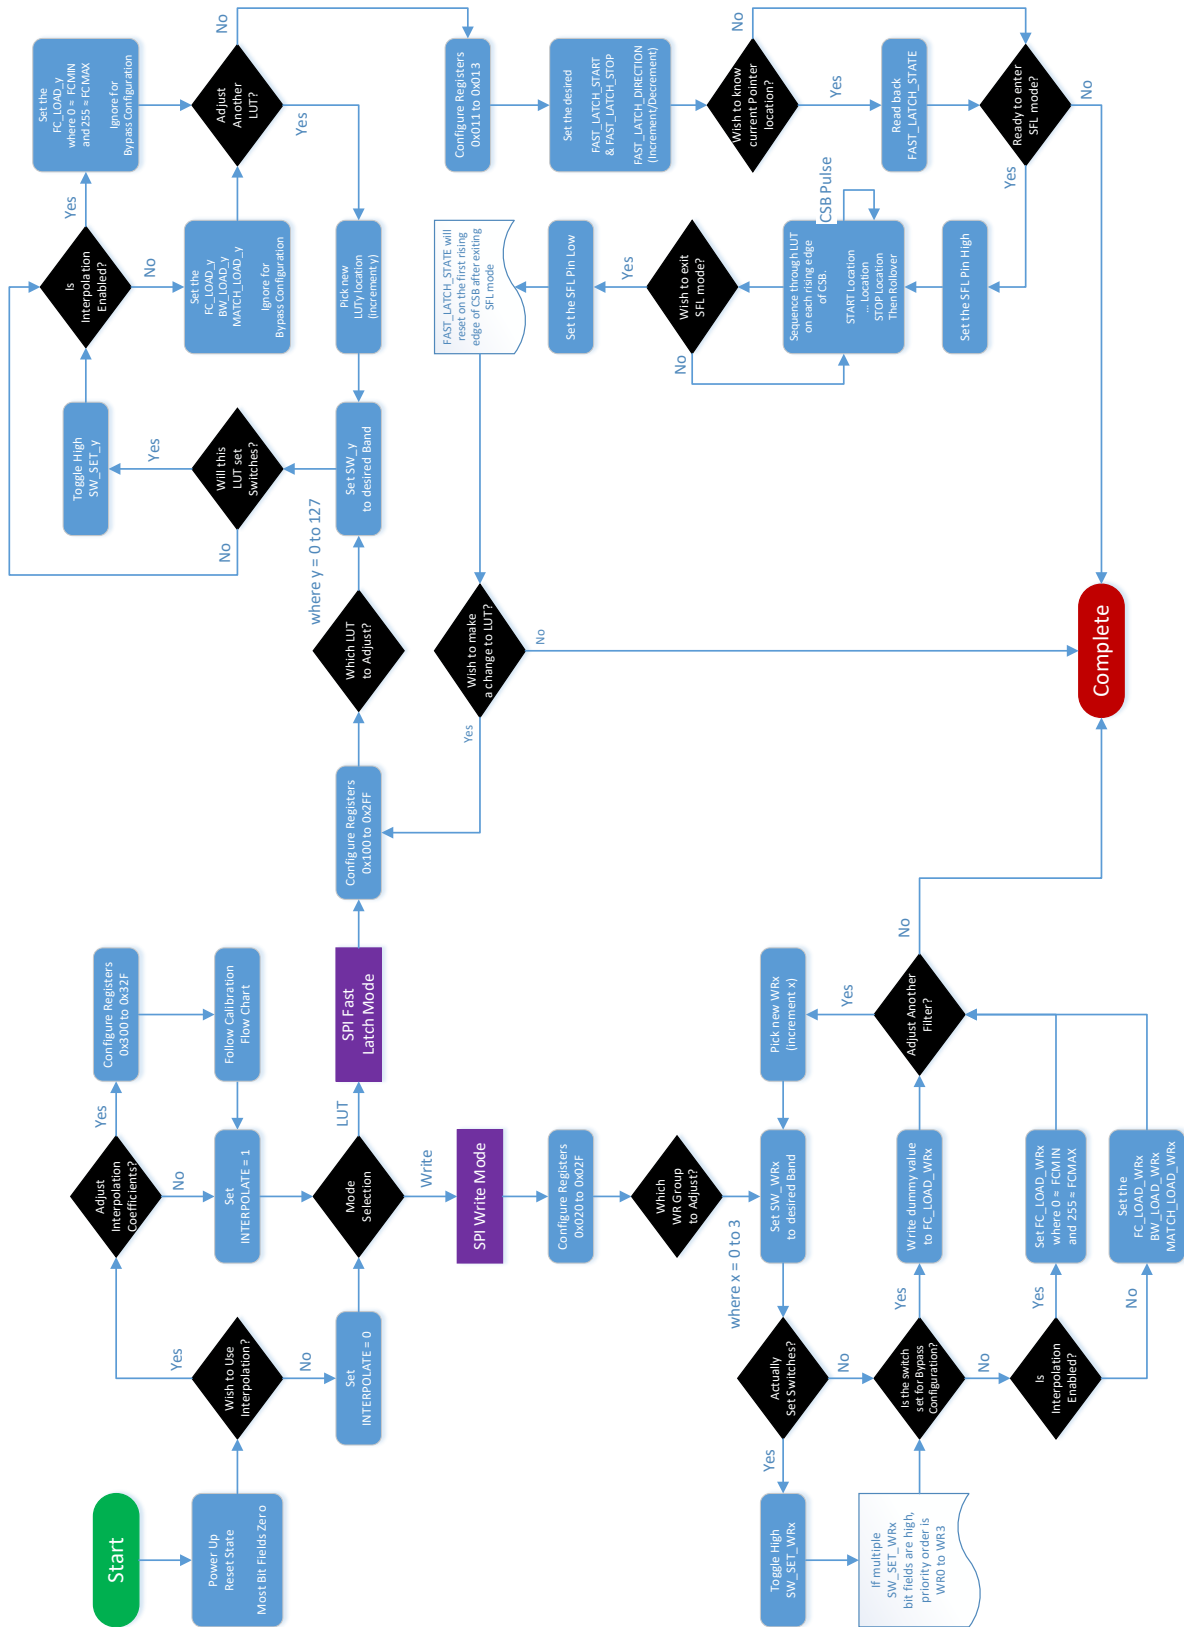 Start
Power Up
Reset State
Most Bit Fields Zero
Wish to Use
Interpolation?
Yes
No
Set
INTERPOLATE = 0
Adjust
Interpolation
Coefficients?
Yes
No
Configure Registers
0x300 to 0x32F
Follow Calibration
Flow Chart
Set
INTERPOLATE = 1
Mode
Selection
LUT
Write
SPI Fast
Latch Mode
SPI Write Mode
Configure Registers
0x020 to 0x02F
Which
WR Group
to Adjust?
where x = 0 to 3
Set SW_WRx
to desired Band
Pick new WRx
(increment x)
Actually
Set Switches?
Yes
No
Toggle High
SW_SET_WRx
If multiple
SW_SET_WRx
bit fields are high,
priority order is
WR0 to WR3
Is the switch
set for Bypass
Configuration?
Yes
No
Write dummy value
to FC_LOAD_WRx
Is
Interpolation
Enabled?
Yes
No
Set FC_LOAD_WRx
where 0 ≈ FCMIN
and 255 ≈ FCMAX
Set the
FC_LOAD_WRx
BW_LOAD_WRx
MATCH_LOAD_WRx
Adjust Another
Filter?
Yes
No
Configure Registers
0x100 to 0x2FF
Which LUT
to Adjust?
where y = 0 to 127
Set SW_y
to desired Band
Will this
LUT set
Switches?
Yes
No
Toggle High
SW_SET_y
Is
Interpolation
Enabled?
Yes
No
Set the
FC_LOAD_y
where 0 ≈ FCMIN
and 255 ≈ FCMAX
Ignore for
Bypass Configuration
Set the
FC_LOAD_y
BW_LOAD_y
MATCH_LOAD_y
Ignore for
Bypass Configuration
Adjust
Another
LUT?
Yes
No
Pick new
LUTy location
(increment y)
Configure Registers
0x011 to 0x013
Set the desired
FAST_LATCH_START
& FAST_LATCH_STOP
FAST_LATCH_DIRECTION
(Increment/Decrement)
Wish to know
current Pointer
location?
Yes
No
Read back
FAST_LATCH_STATE
Ready to enter
SFL mode?
Yes
No
Set the SFL Pin High
Sequence through LUT
on each rising edge
of CSB.
START Location
... Location
STOP Location
Then Rollover
CSB Pulse
Wish to exit
SFL mode?
Yes
No
Set the SFL Pin Low
FAST_LATCH_STATE will
reset on the first rising
edge of CSB after exiting
SFL mode
Wish to make
a change to LUT?
Yes
No
Complete